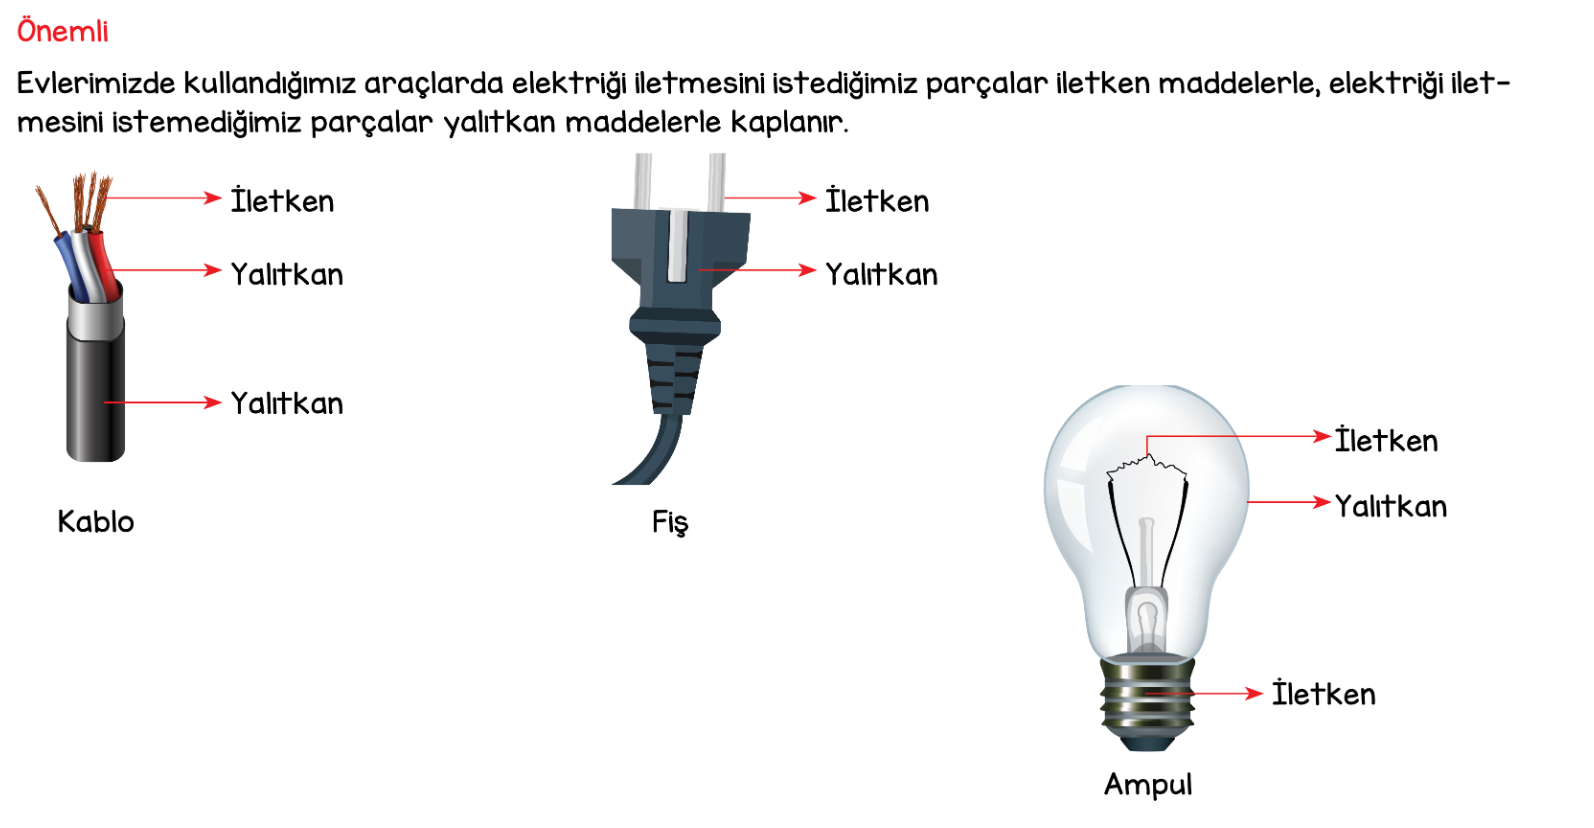 Önemli
Evlerimizde kullandığımız araçlarda elektriği iletmesini istediğimiz parçalar iletken maddelerle, elektriği ilet-
mesini istemediğimiz parçalar yalıtkan maddelerle kaplanır.
İletken
Yalıtkan
Yalıtkan
Kablo
İletken
Yalıtkan
Fiş
İletken
Yalıtkan
İletken
Ampul